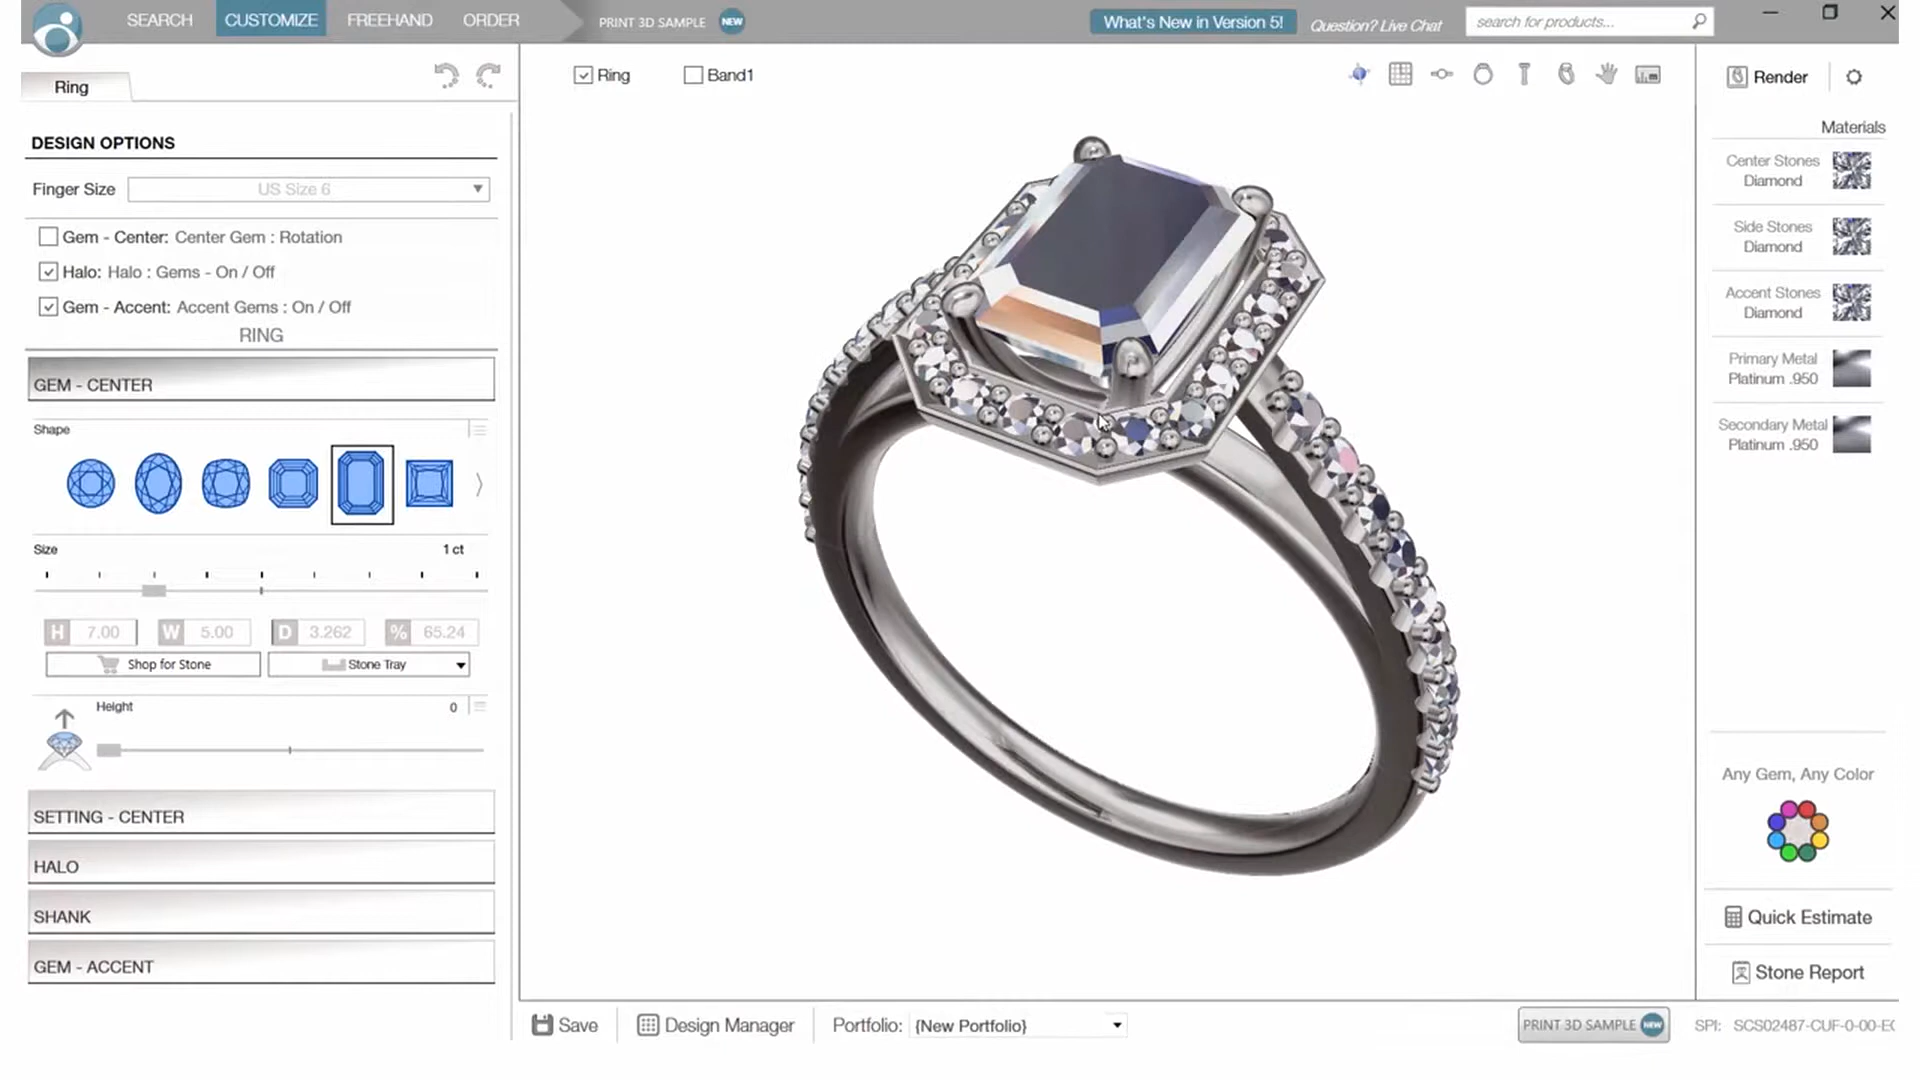 SEARCH CUSTOMIZE FREEHAND ORDER PRINT 3D SAMPLE NEW What's New in Version 5! Question? Live Chat search for products...
Ring
Ring Band1
Render
Materials
DESIGN OPTIONS
Finger Size US Size 6
Gem - Center: Center Gem : Rotation
Halo: Halo : Gems - On / Off
Gem - Accent: Accent Gems : On / Off
RING
GEM - CENTER
Shape
Size 1 ct
H 7.00 W 5.00 D 3.262 % 65.24
Shop for Stone Stone Tray
Height 0
SETTING - CENTER
HALO
SHANK
GEM - ACCENT
Center Stones
Diamond
Side Stones
Diamond
Accent Stones
Diamond
Primary Metal
Platinum .950
Secondary Metal
Platinum .950
Any Gem, Any Color
Quick Estimate
Stone Report
Save Design Manager Portfolio: {New Portfolio} PRINT 3D SAMPLE NEW SPI: SCS02487-CUF-0-00-EC